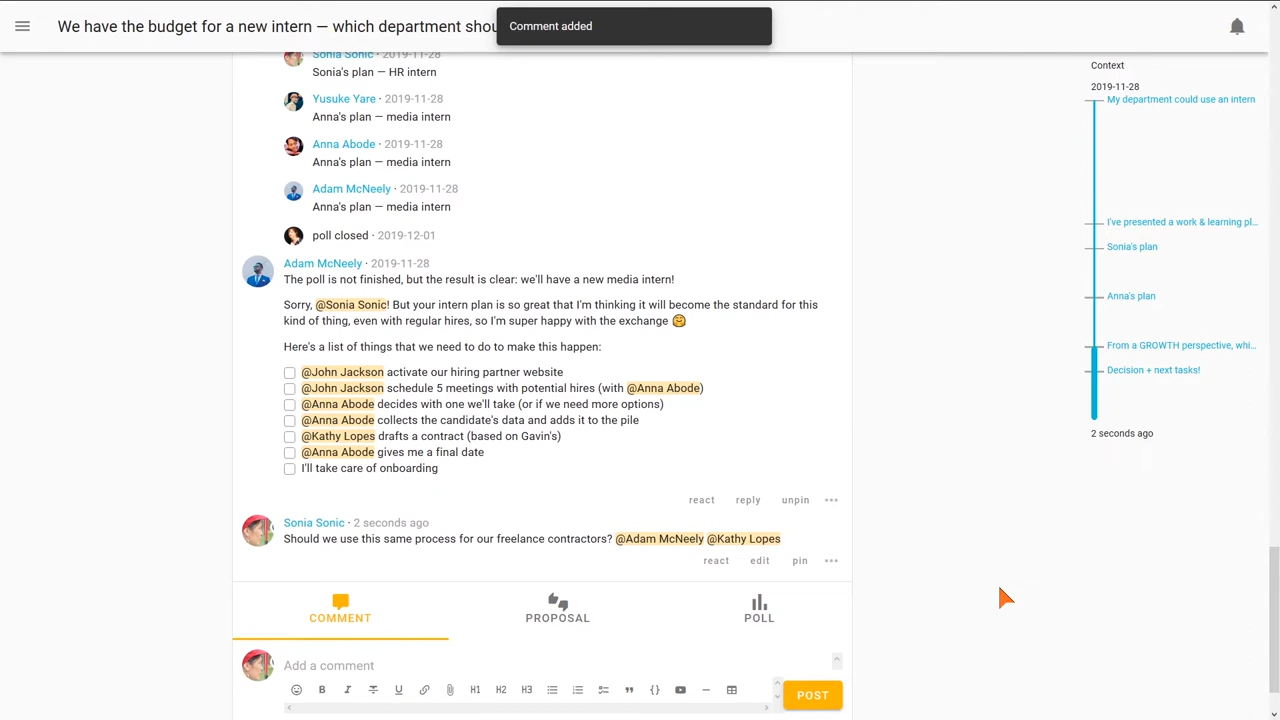 We have the budget for a new intern — which department shou
Comment added
Sonia Sonic · 2019-11-28
Sonia's plan — HR intern
Yusuke Yare · 2019-11-28
Anna's plan — media intern
Anna Abode · 2019-11-28
Anna's plan — media intern
Adam McNeely · 2019-11-28
Anna's plan — media intern
poll closed · 2019-12-01
Adam McNeely · 2019-11-28
The poll is not finished, but the result is clear: we'll have a new media intern!
Sorry, @Sonia Sonic! But your intern plan is so great that I'm thinking it will become the standard for this
kind of thing, even with regular hires, so I'm super happy with the exchange 🤗
Here's a list of things that we need to do to make this happen:
@John Jackson activate our hiring partner website
@John Jackson schedule 5 meetings with potential hires (with @Anna Abode)
@Anna Abode decides with one we'll take (or if we need more options)
@Anna Abode collects the candidate's data and adds it to the pile
@Kathy Lopes drafts a contract (based on Gavin's)
@Anna Abode gives me a final date
I'll take care of onboarding
react reply unpin •••
Sonia Sonic · 2 seconds ago
Should we use this same process for our freelance contractors? @Adam McNeely @Kathy Lopes
react edit pin •••
COMMENT PROPOSAL POLL
Add a comment
B I S U H1 H2 H3 {}
POST
Context
2019-11-28
My department could use an intern
I've presented a work & learning pl...
Sonia's plan
Anna's plan
From a GROWTH perspective, whi...
Decision + next tasks!
2 seconds ago